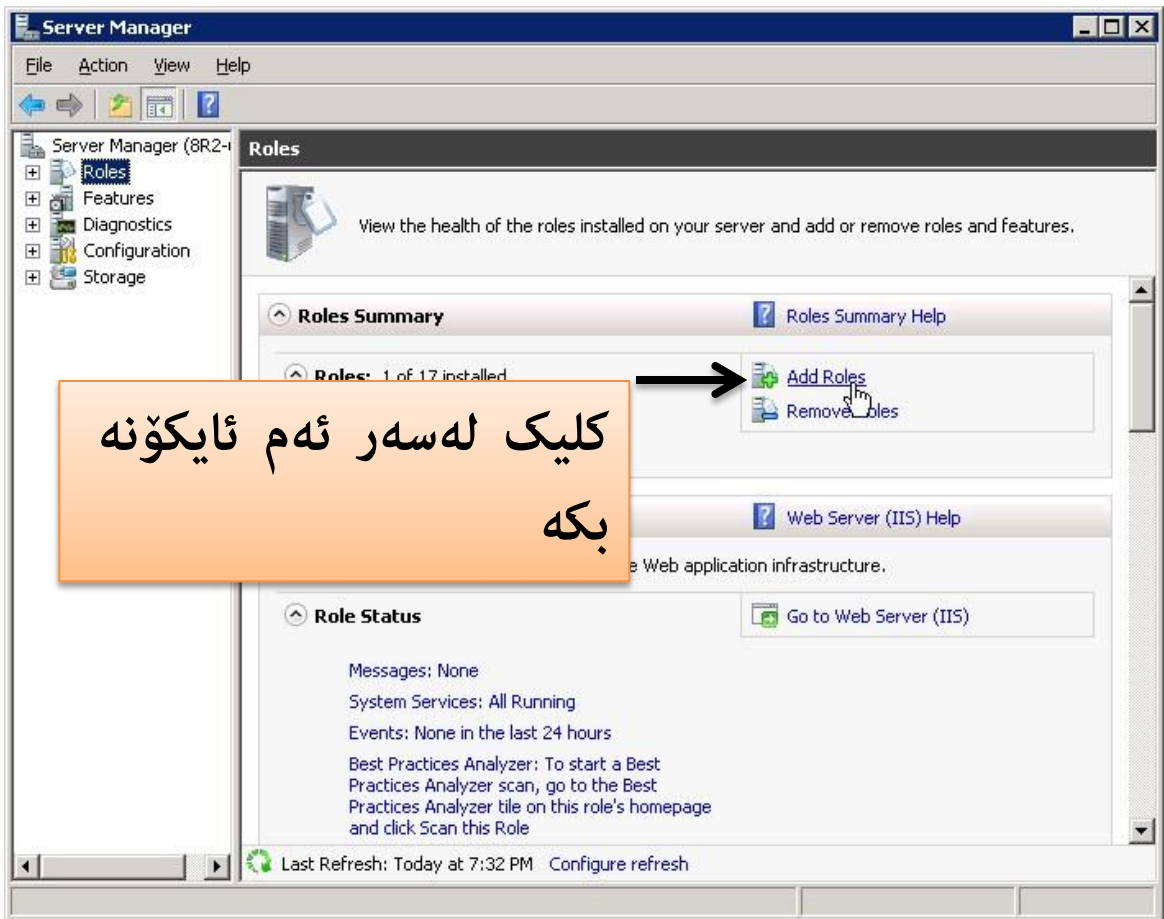 Server Manager
File Action View Help
Server Manager (8R2-
Roles
Features
Diagnostics
Configuration
Storage
Roles
View the health of the roles installed on your server and add or remove roles and features.
Roles Summary
Roles Summary Help
Roles: 1 of 17 installed
Add Roles
Remove Roles
کلیک لەسەر ئەم ئایکۆنە
بکە
Web Server (IIS) Help
Web application infrastructure.
Role Status
Go to Web Server (IIS)
Messages: None
System Services: All Running
Events: None in the last 24 hours
Best Practices Analyzer: To start a Best
Practices Analyzer scan, go to the Best
Practices Analyzer tile on this role's homepage
and click Scan this Role
Last Refresh: Today at 7:32 PM Configure refresh